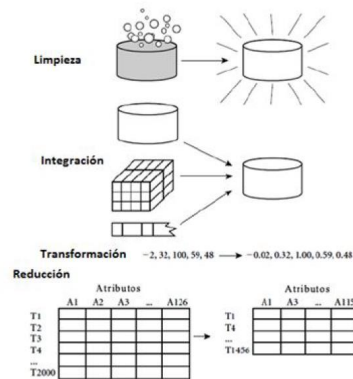 Limpieza
Integración
Transformación -2, 32, 100, 59, 48 → -0.02, 0.32, 1.00, 0.59, 0.48
Reducción
Atributos
A1 A2 A3 ... A126
T1
T2
T3
T4
...
T2000
Atributos
A1 A3 ... A115
T1
T4
...
T1456